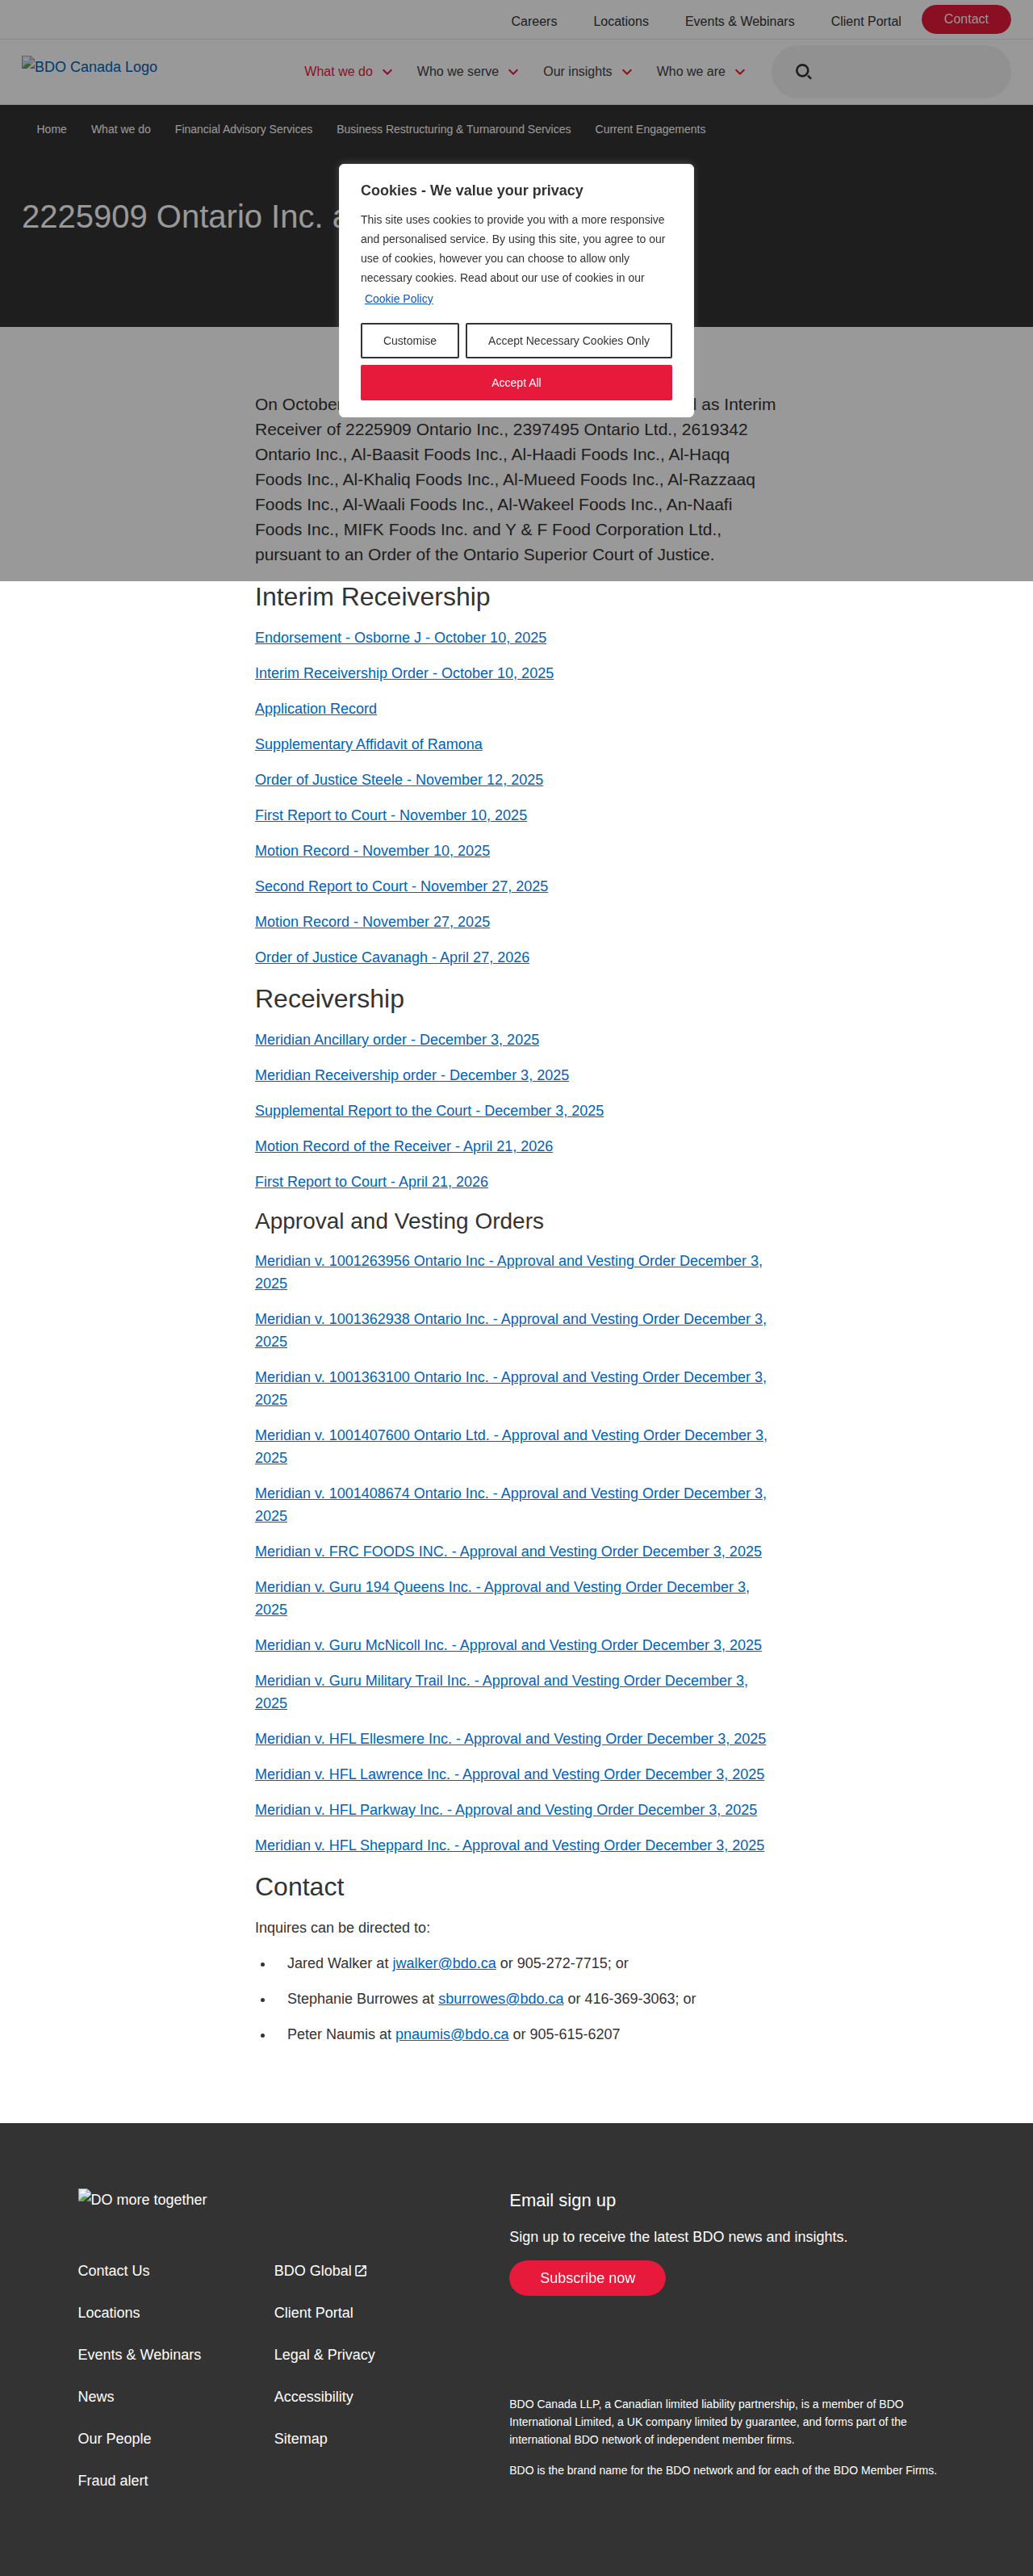 Careers Locations Events & Webinars Client Portal Contact
BDO Canada Logo
What we do Who we serve Our insights Who we are
Home What we do Financial Advisory Services Business Restructuring & Turnaround Services Current Engagements
2225909 Ontario Inc.
Cookies - We value your privacy
This site uses cookies to provide you with a more responsive
and personalised service. By using this site, you agree to our
use of cookies, however you can choose to allow only
necessary cookies. Read about our use of cookies in our
Cookie Policy
Customise
Accept Necessary Cookies Only
Accept All
On October as Interim
Receiver of 2225909 Ontario Inc., 2397495 Ontario Ltd., 2619342
Ontario Inc., Al-Baasit Foods Inc., Al-Haadi Foods Inc., Al-Haqq
Foods Inc., Al-Khaliq Foods Inc., Al-Mueed Foods Inc., Al-Razzaaq
Foods Inc., Al-Waali Foods Inc., Al-Wakeel Foods Inc., An-Naafi
Foods Inc., MIFK Foods Inc. and Y & F Food Corporation Ltd.,
pursuant to an Order of the Ontario Superior Court of Justice.
Interim Receivership
Endorsement - Osborne J - October 10, 2025
Interim Receivership Order - October 10, 2025
Application Record
Supplementary Affidavit of Ramona
Order of Justice Steele - November 12, 2025
First Report to Court - November 10, 2025
Motion Record - November 10, 2025
Second Report to Court - November 27, 2025
Motion Record - November 27, 2025
Order of Justice Cavanagh - April 27, 2026
Receivership
Meridian Ancillary order - December 3, 2025
Meridian Receivership order - December 3, 2025
Supplemental Report to the Court - December 3, 2025
Motion Record of the Receiver - April 21, 2026
First Report to Court - April 21, 2026
Approval and Vesting Orders
Meridian v. 1001263956 Ontario Inc - Approval and Vesting Order December 3,
2025
Meridian v. 1001362938 Ontario Inc. - Approval and Vesting Order December 3,
2025
Meridian v. 1001363100 Ontario Inc. - Approval and Vesting Order December 3,
2025
Meridian v. 1001407600 Ontario Ltd. - Approval and Vesting Order December 3,
2025
Meridian v. 1001408674 Ontario Inc. - Approval and Vesting Order December 3,
2025
Meridian v. FRC FOODS INC. - Approval and Vesting Order December 3, 2025
Meridian v. Guru 194 Queens Inc. - Approval and Vesting Order December 3,
2025
Meridian v. Guru McNicoll Inc. - Approval and Vesting Order December 3, 2025
Meridian v. Guru Military Trail Inc. - Approval and Vesting Order December 3,
2025
Meridian v. HFL Ellesmere Inc. - Approval and Vesting Order December 3, 2025
Meridian v. HFL Lawrence Inc. - Approval and Vesting Order December 3, 2025
Meridian v. HFL Parkway Inc. - Approval and Vesting Order December 3, 2025
Meridian v. HFL Sheppard Inc. - Approval and Vesting Order December 3, 2025
Contact
Inquires can be directed to:
• Jared Walker at jwalker@bdo.ca or 905-272-7715; or
• Stephanie Burrowes at sburrowes@bdo.ca or 416-369-3063; or
• Peter Naumis at pnaumis@bdo.ca or 905-615-6207
DO more together
Contact Us
Locations
Events & Webinars
News
Our People
Fraud alert
BDO Global
Client Portal
Legal & Privacy
Accessibility
Sitemap
Email sign up
Sign up to receive the latest BDO news and insights.
Subscribe now
BDO Canada LLP, a Canadian limited liability partnership, is a member of BDO
International Limited, a UK company limited by guarantee, and forms part of the
international BDO network of independent member firms.
BDO is the brand name for the BDO network and for each of the BDO Member Firms.